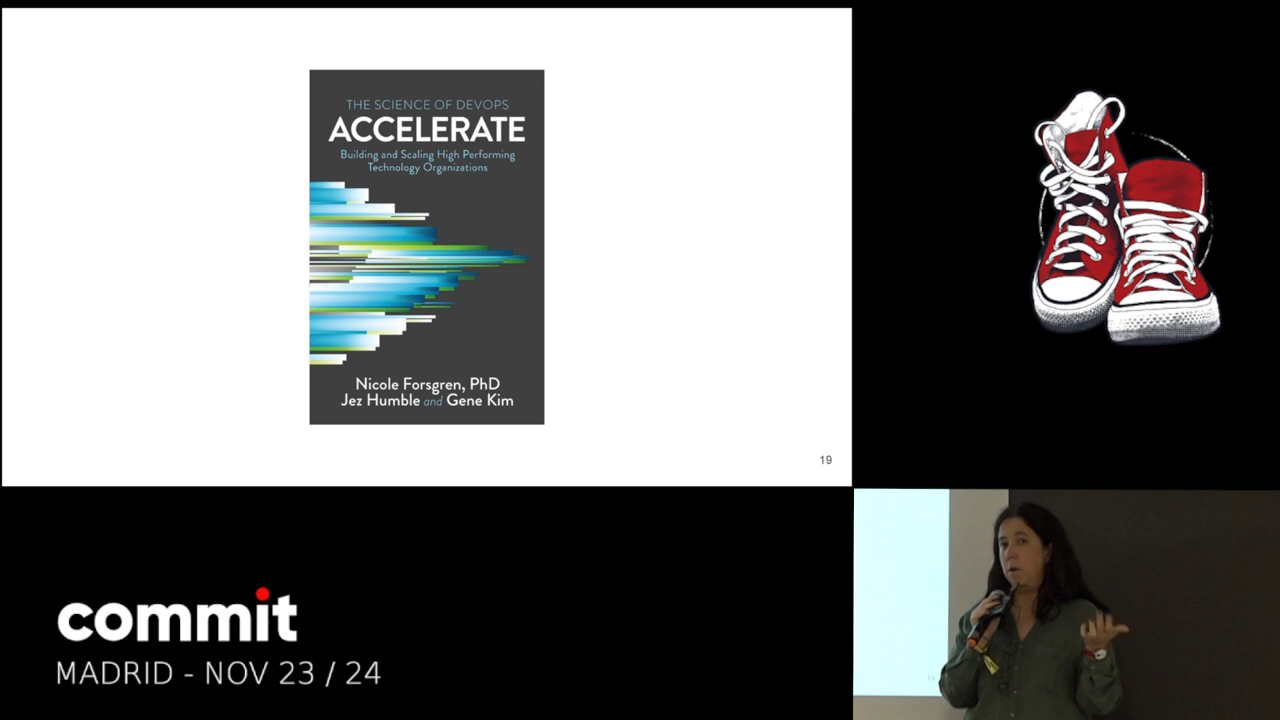 THE SCIENCE OF DEVOPS
ACCELERATE
Building and Scaling High Performing
Technology Organizations
Nicole Forsgren, PhD
Jez Humble and Gene Kim
19
commit
MADRID - NOV 23 / 24
19